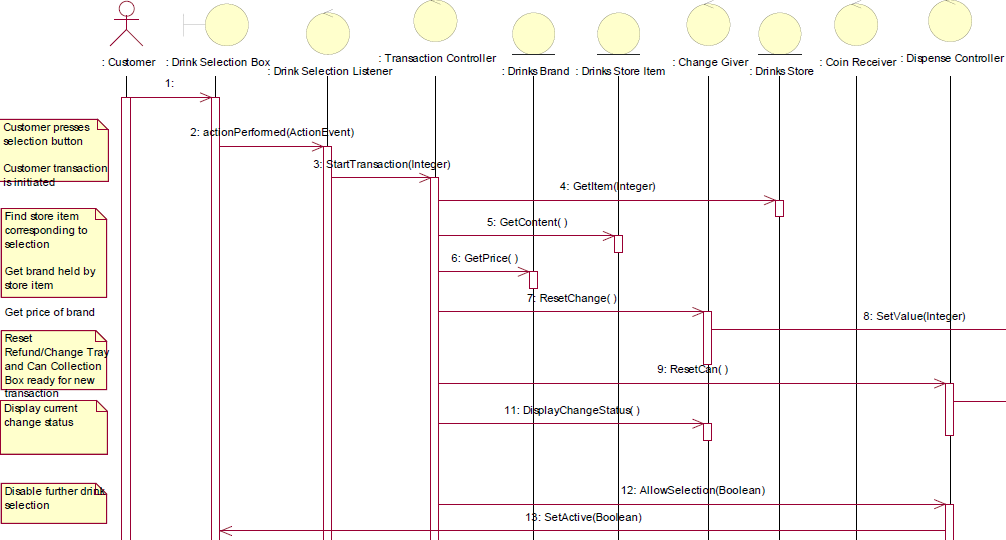 : Customer
: Drink Selection Box
: Drink Selection Listener
: Transaction Controller
: Drinks Brand
: Drinks Store Item
: Change Giver
: Drinks Store
: Coin Receiver
: Dispense Controller
1:
Customer presses
selection button
Customer transaction
is initiated
2: actionPerformed(ActionEvent)
3: StartTransaction(Integer)
4: GetItem(Integer)
Find store item
corresponding to
selection
Get brand held by
store item
Get price of brand
5: GetContent( )
6: GetPrice( )
7: ResetChange( )
8: SetValue(Integer)
Reset
Refund/Change Tray
and Can Collection
Box ready for new
transaction
9: ResetCan( )
Display current
change status
11: DisplayChangeStatus( )
Disable further drink
selection
12: AllowSelection(Boolean)
13: SetActive(Boolean)